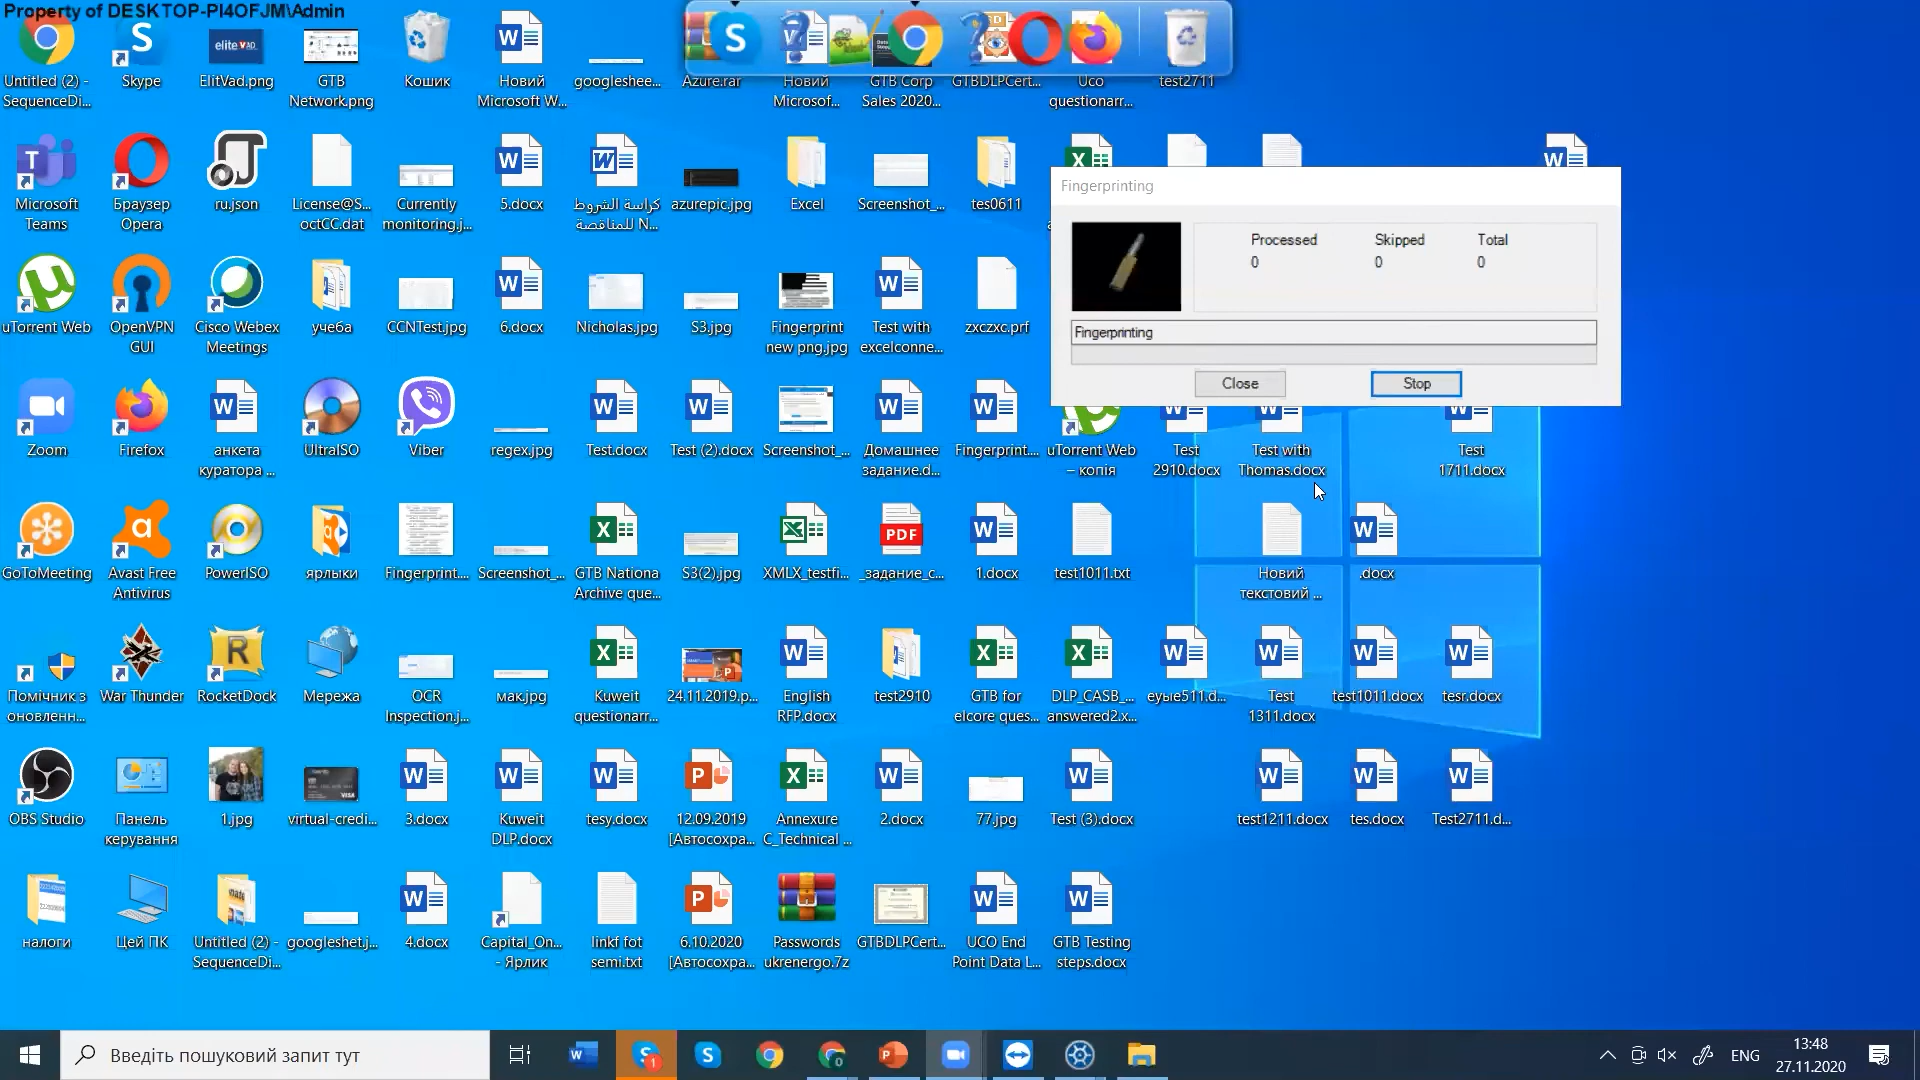 Property of DESKTOP-PI4OFJM\Admin
Untitled (2) -
SequenceDi...
Skype
ElitVad.png
GTB
Network.png
Кошик
Новий
Microsoft W...
googleshee...
Azure.rar
Новий
Microsof...
GTB Corp
Sales 2020...
GTBDLPCert...
Uco
questionarr...
test2711
Microsoft
Teams
Браузер
Opera
ru.json
License@S...
octCC.dat
Currently
monitoring.j...
5.docx
كراسة الشروط
للمناقصة N...
azurepic.jpg
Excel
Screenshot_...
tes0611
Fingerprinting
Processed
Skipped
Total
0
0
0
Fingerprinting
Close
Stop
uTorrent Web
OpenVPN
GUI
Cisco Webex
Meetings
учеба
CCNTest.jpg
6.docx
Nicholas.jpg
S3.jpg
Fingerprint
new png.jpg
Test with
excelconne...
zxczxc.prf
Zoom
Firefox
анкета
куратора ...
UltraISO
Viber
regex.jpg
Test.docx
Test (2).docx
Screenshot_...
Домашнее
задание.d...
Fingerprint....
uTorrent Web
– копія
Test
2910.docx
Test with
Thomas.docx
Test
1711.docx
GoToMeeting
Avast Free
Antivirus
PowerISO
ярлыки
Fingerprint....
Screenshot_...
GTB Nationa
Archive que...
S3(2).jpg
XMLX_testfi...
PDF
_задание_с...
1.docx
test1011.txt
Новий
текстовий ...
.docx
Помічник з
оновленн...
War Thunder
RocketDock
Мережа
OCR
Inspection.j...
мак.jpg
Kuweit
questionarr...
24.11.2019.p...
English
RFP.docx
test2910
GTB for
elcore ques...
DLP_CASB_...
answered2.x...
еуые511.d...
Test
1311.docx
test1011.docx
tesr.docx
OBS Studio
Панель
керування
1.jpg
virtual-credi...
3.docx
Kuweit
DLP.docx
tesy.docx
12.09.2019
[Автосохра...
Annexure
C_Technical ...
2.docx
77.jpg
Test (3).docx
test1211.docx
tes.docx
Test2711.d...
налоги
Цей ПК
Untitled (2) -
SequenceDi...
googleshet.j...
4.docx
Capital_On...
- Ярлик
linkf fot
semi.txt
6.10.2020
[Автосохра...
Passwords
ukrenergo.7z
GTBDLPCert...
UCO End
Point Data L...
GTB Testing
steps.docx
Введіть пошуковий запит тут
ENG
13:48
27.11.2020